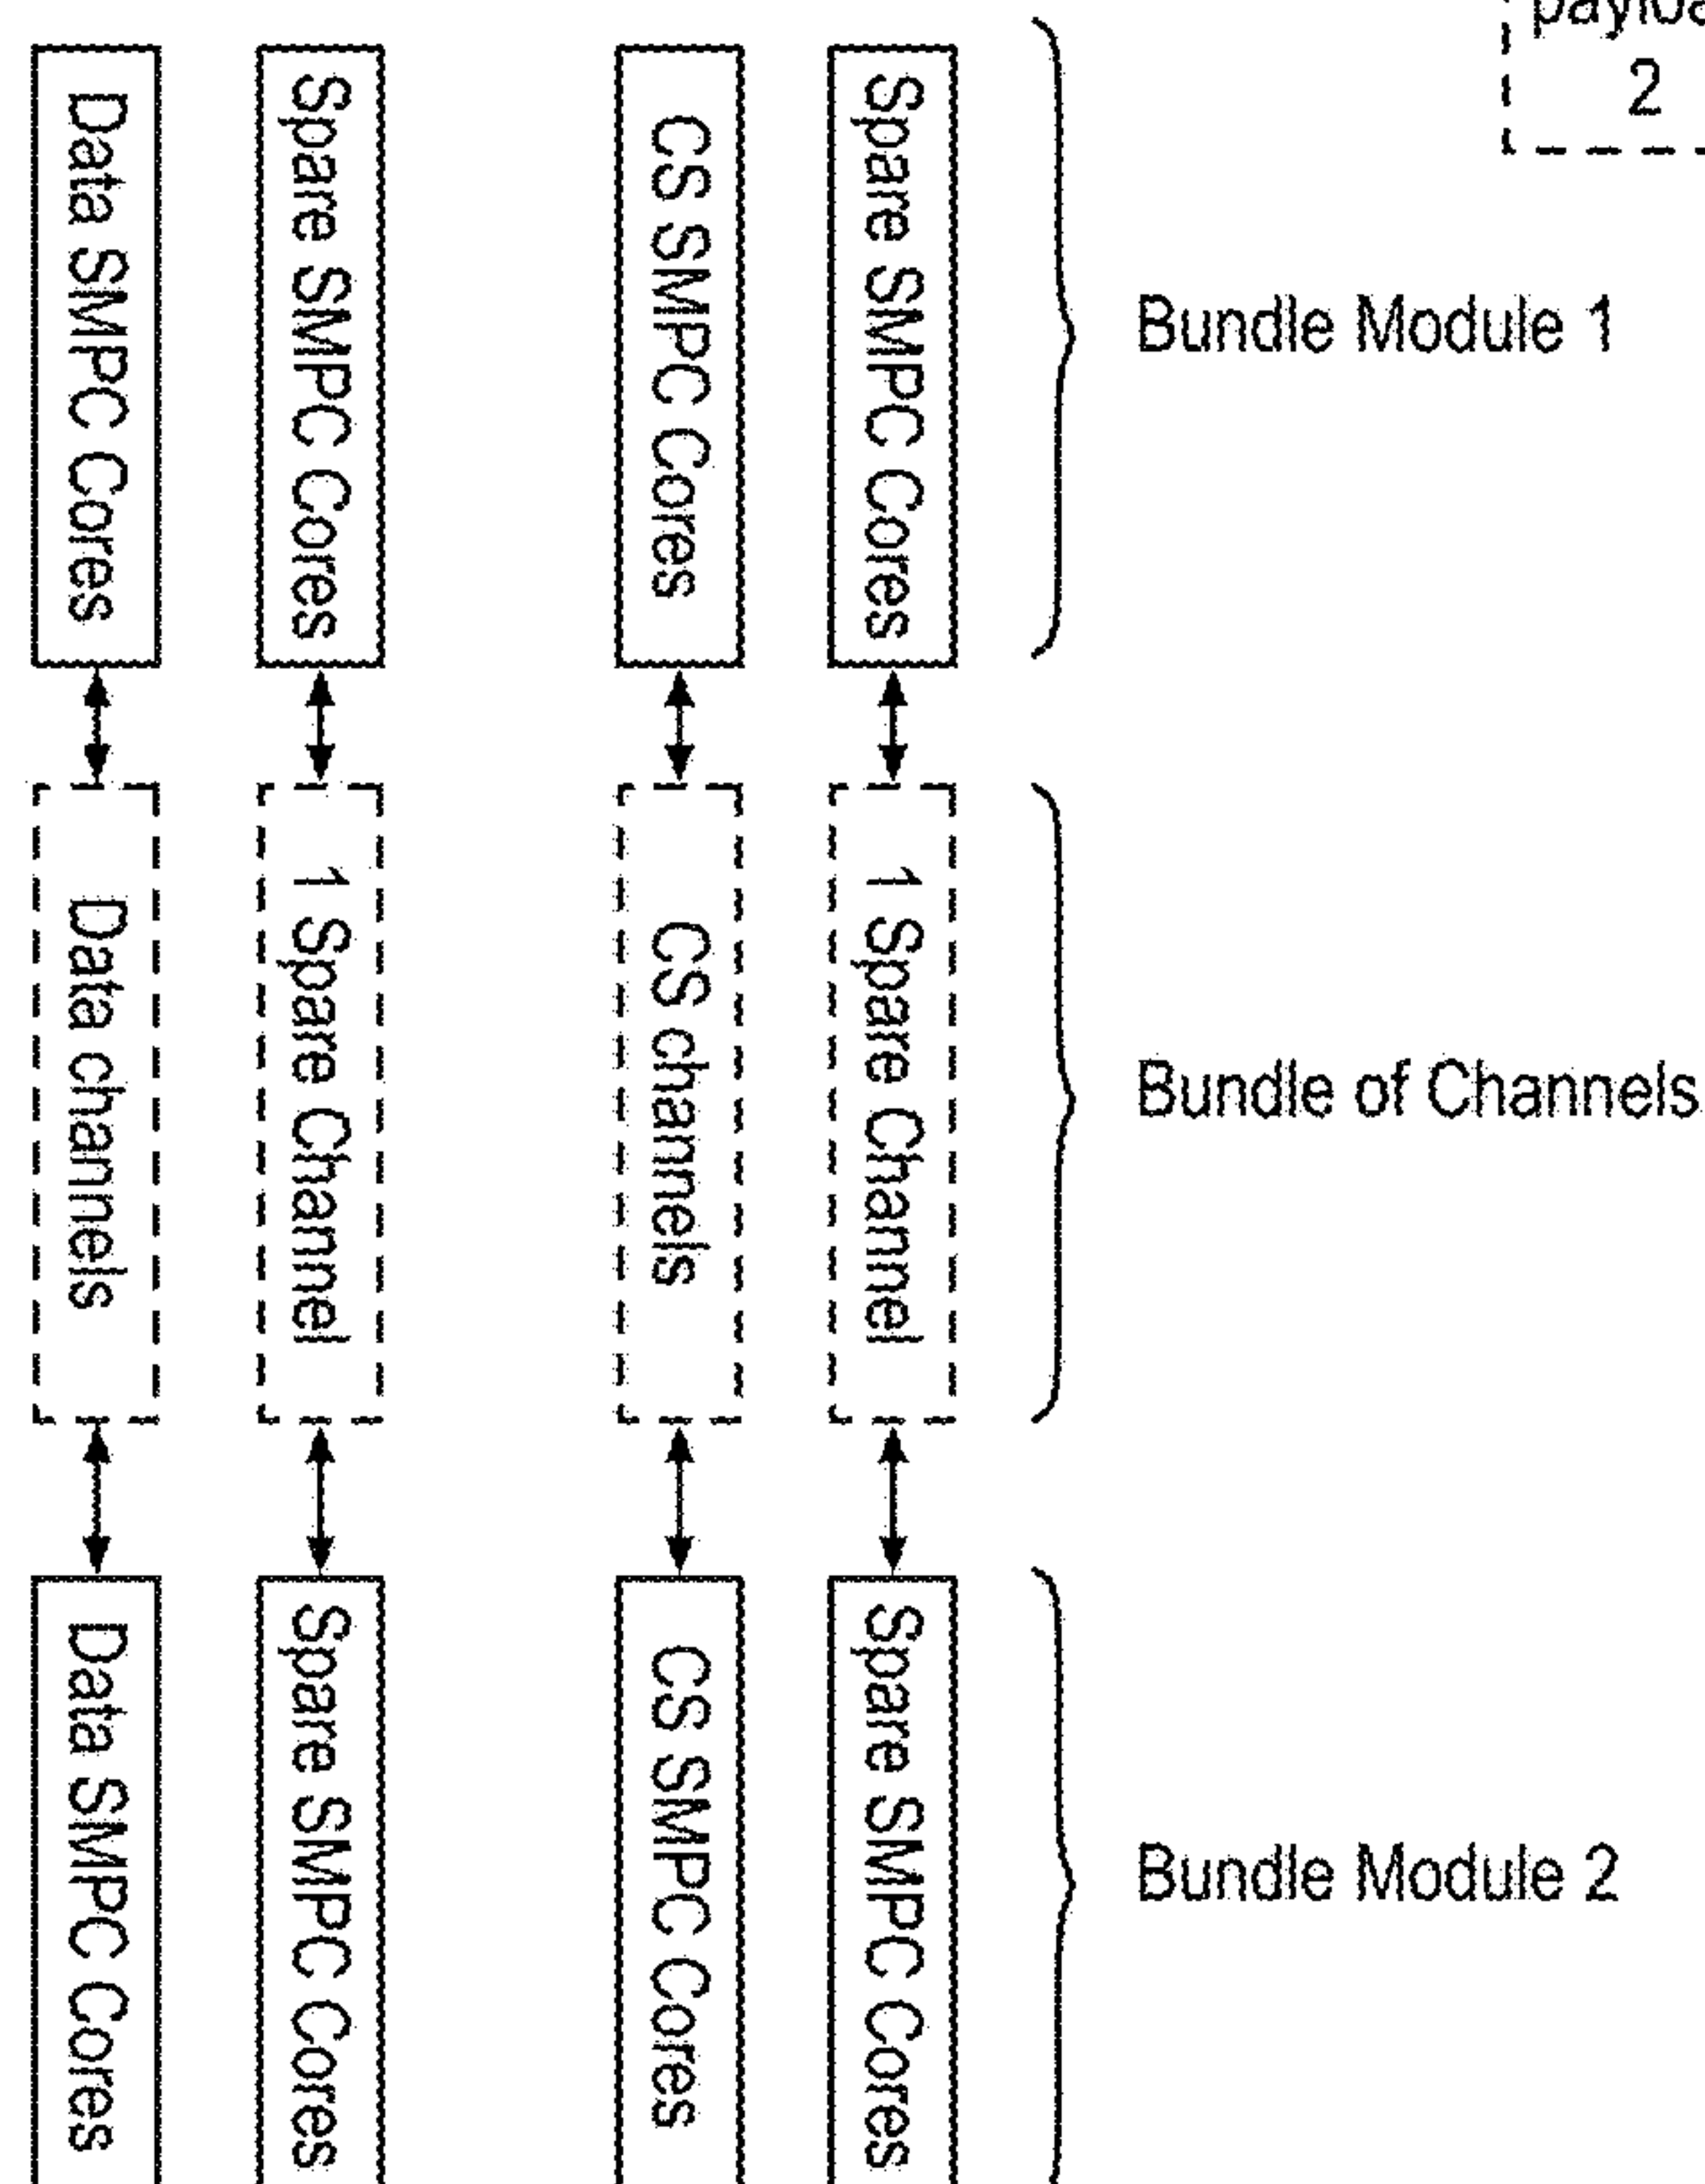 2
Data SMPC Cores
Spare SMPC Cores
CS SMPC Cores
Spare SMPC Cores
Bundle Module 1
Data channels
1 Spare Channel
CS channels
1 Spare Channel
Bundle of Channels
Data SMPC Cores
Spare SMPC Cores
CS SMPC Cores
Spare SMPC Cores
Bundle Module 2